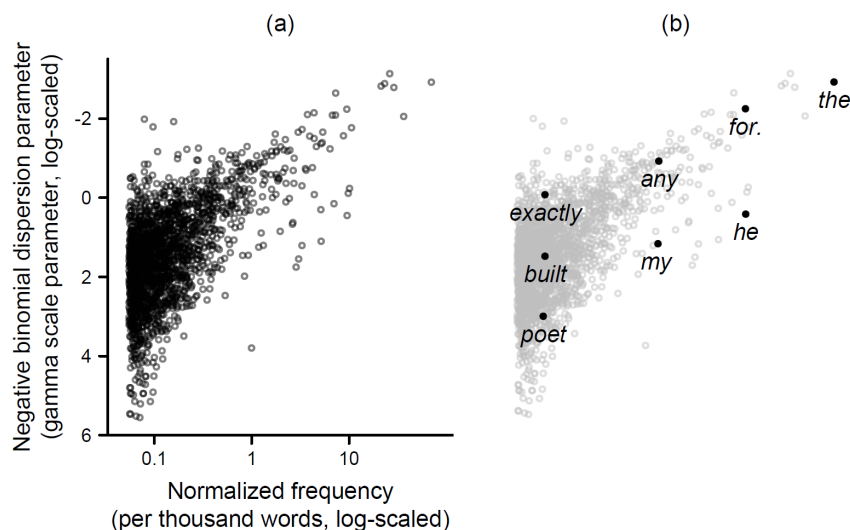 (a)
(b)
Negative binomial dispersion parameter
(gamma scale parameter, log-scaled)
-2
0
2
4
6
0.1
1
10
Normalized frequency
(per thousand words, log-scaled)
the
for.
any
exactly
he
my
built
poet